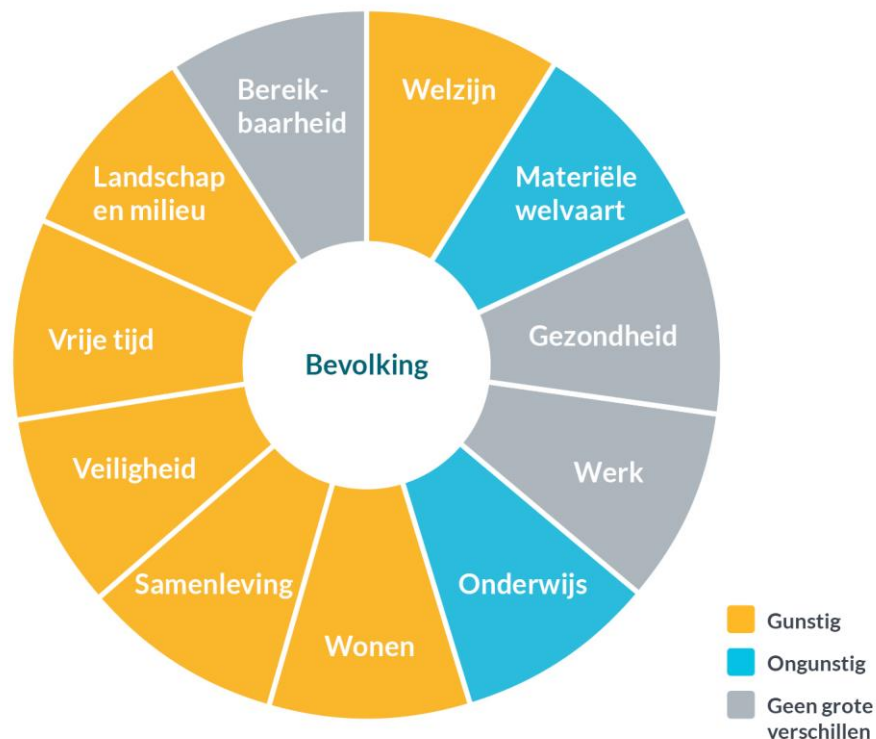 Bereik-
baarheid
Welzijn
Landschap
en milieu
Materiële
welvaart
Vrije tijd
Gezondheid
Bevolking
Veiligheid
Werk
Samenleving
Onderwijs
Wonen
Gunstig
Ongunstig
Geen grote
verschillen